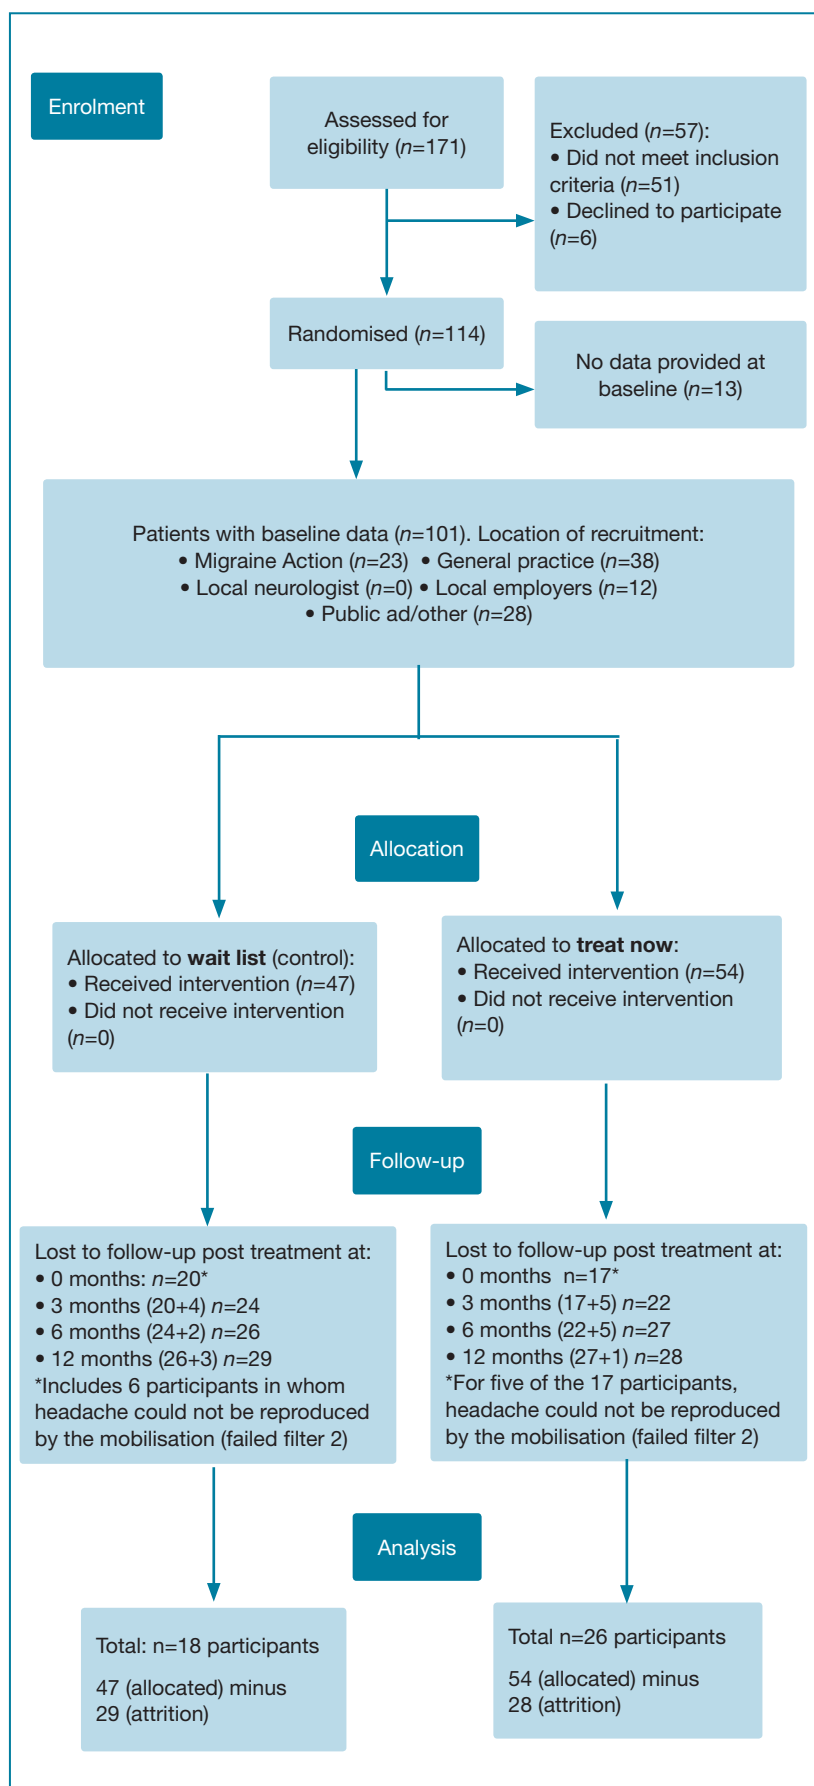 Enrolment
Assessed for
eligibility (n=171)
Excluded (n=57):
• Did not meet inclusion
criteria (n=51)
• Declined to participate
(n=6)
Randomised (n=114)
No data provided at
baseline (n=13)
Patients with baseline data (n=101). Location of recruitment:
• Migraine Action (n=23) • General practice (n=38)
• Local neurologist (n=0) • Local employers (n=12)
• Public ad/other (n=28)
Allocation
Allocated to wait list (control):
• Received intervention (n=47)
• Did not receive intervention
(n=0)
Allocated to treat now:
• Received intervention (n=54)
• Did not receive intervention
(n=0)
Follow-up
Lost to follow-up post treatment at:
• 0 months: n=20*
• 3 months (20+4) n=24
• 6 months (24+2) n=26
• 12 months (26+3) n=29
*Includes 6 participants in whom
headache could not be reproduced
by the mobilisation (failed filter 2)
Lost to follow-up post treatment at:
• 0 months n=17*
• 3 months (17+5) n=22
• 6 months (22+5) n=27
• 12 months (27+1) n=28
*For five of the 17 participants,
headache could not be reproduced
by the mobilisation (failed filter 2)
Analysis
Total: n=18 participants
47 (allocated) minus
29 (attrition)
Total n=26 participants
54 (allocated) minus
28 (attrition)